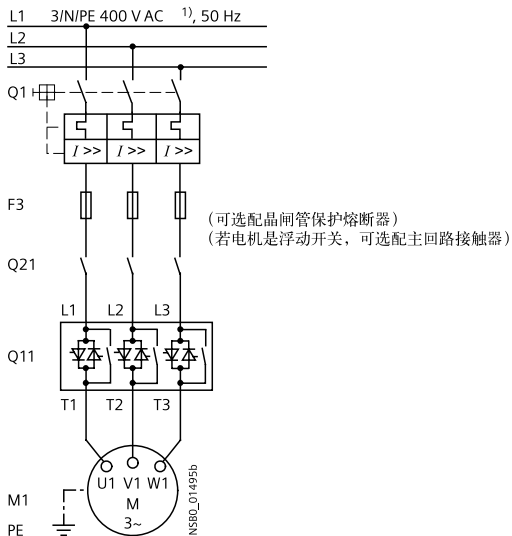 L1 3/N/PE 400 V AC 1), 50 Hz
L2
L3
Q1
I >> I >> I >>
F3
(可选配晶闸管保护熔断器)
(若电机是浮动开关，可选配主回路接触器)
Q21
L1 L2 L3
Q11
T1 T2 T3
U1 V1 W1
M1
M
3~
PE
NSB0_01495b